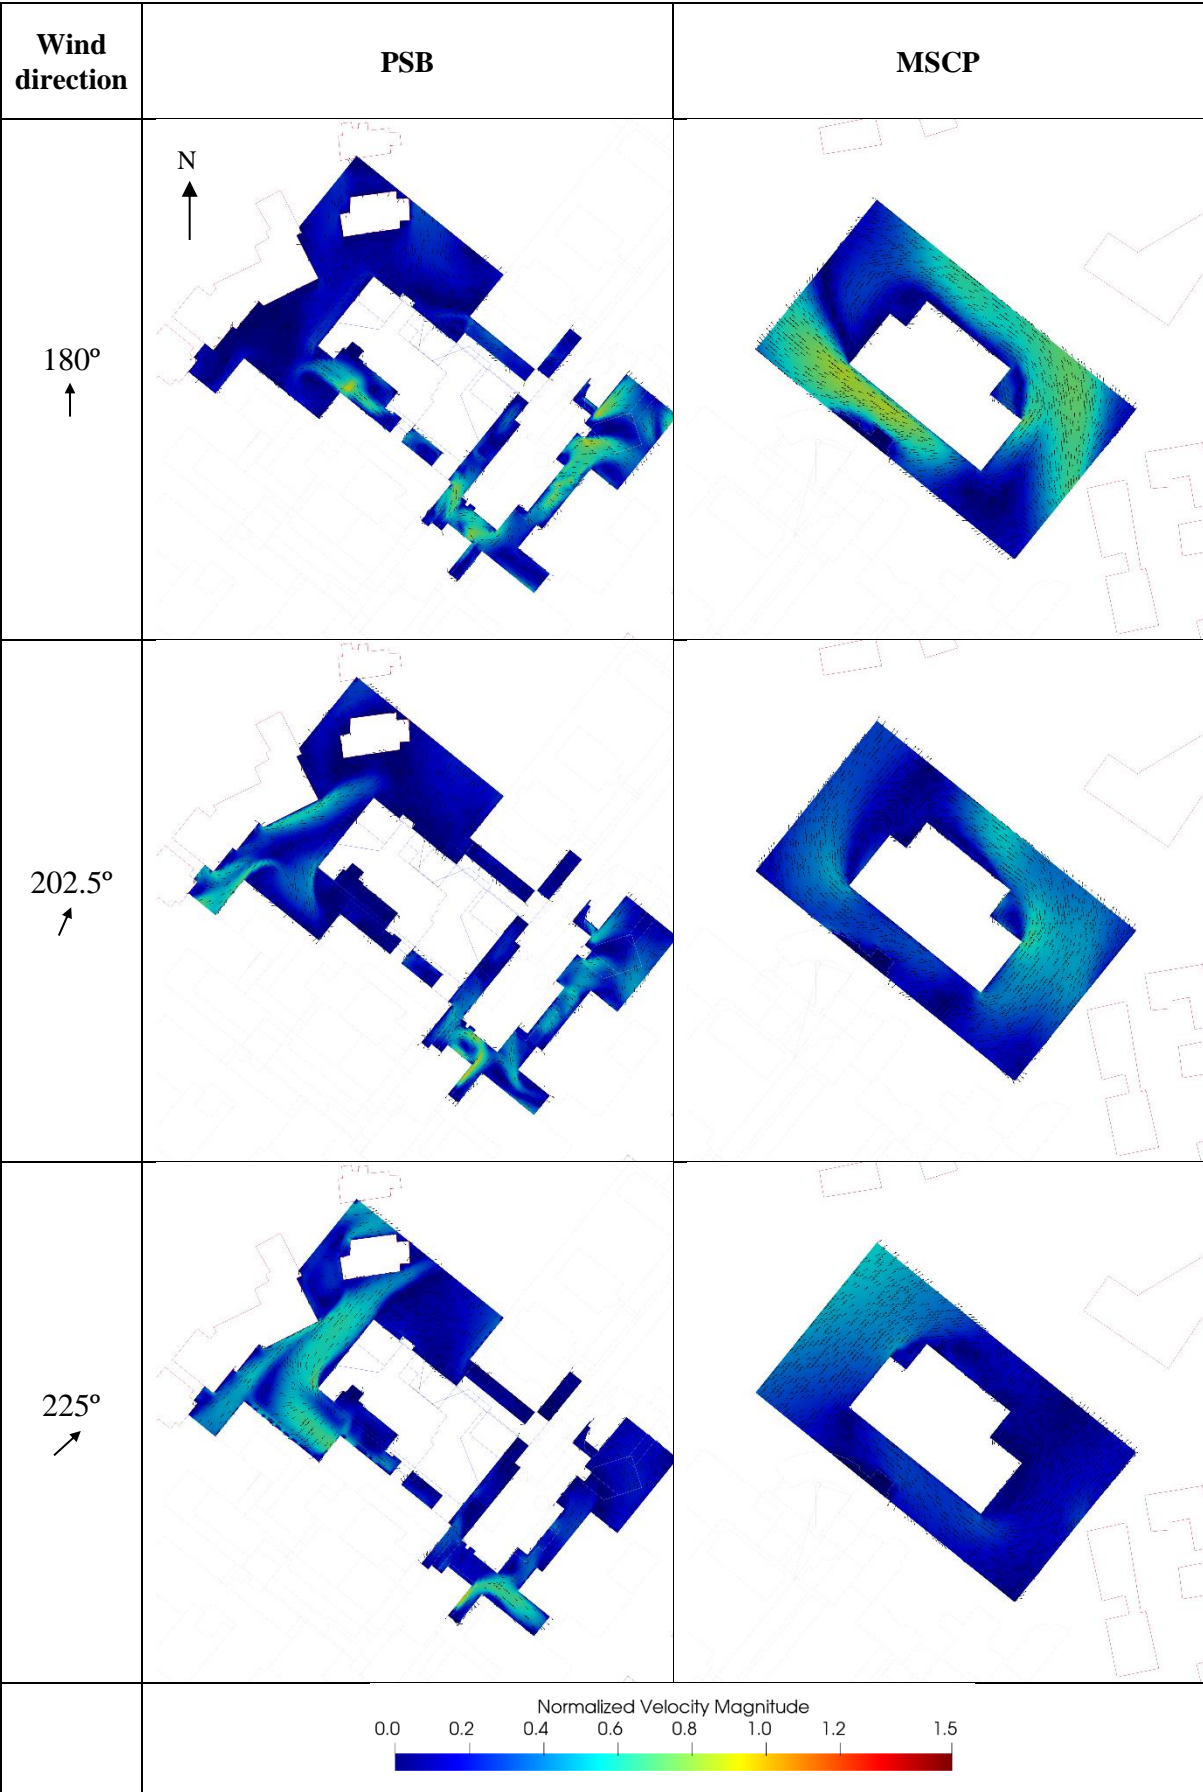 Wind
direction
PSB
MSCP
N
180º
202.5º
225º
Normalized Velocity Magnitude
0.0 0.2 0.4 0.6 0.8 1.0 1.2 1.5